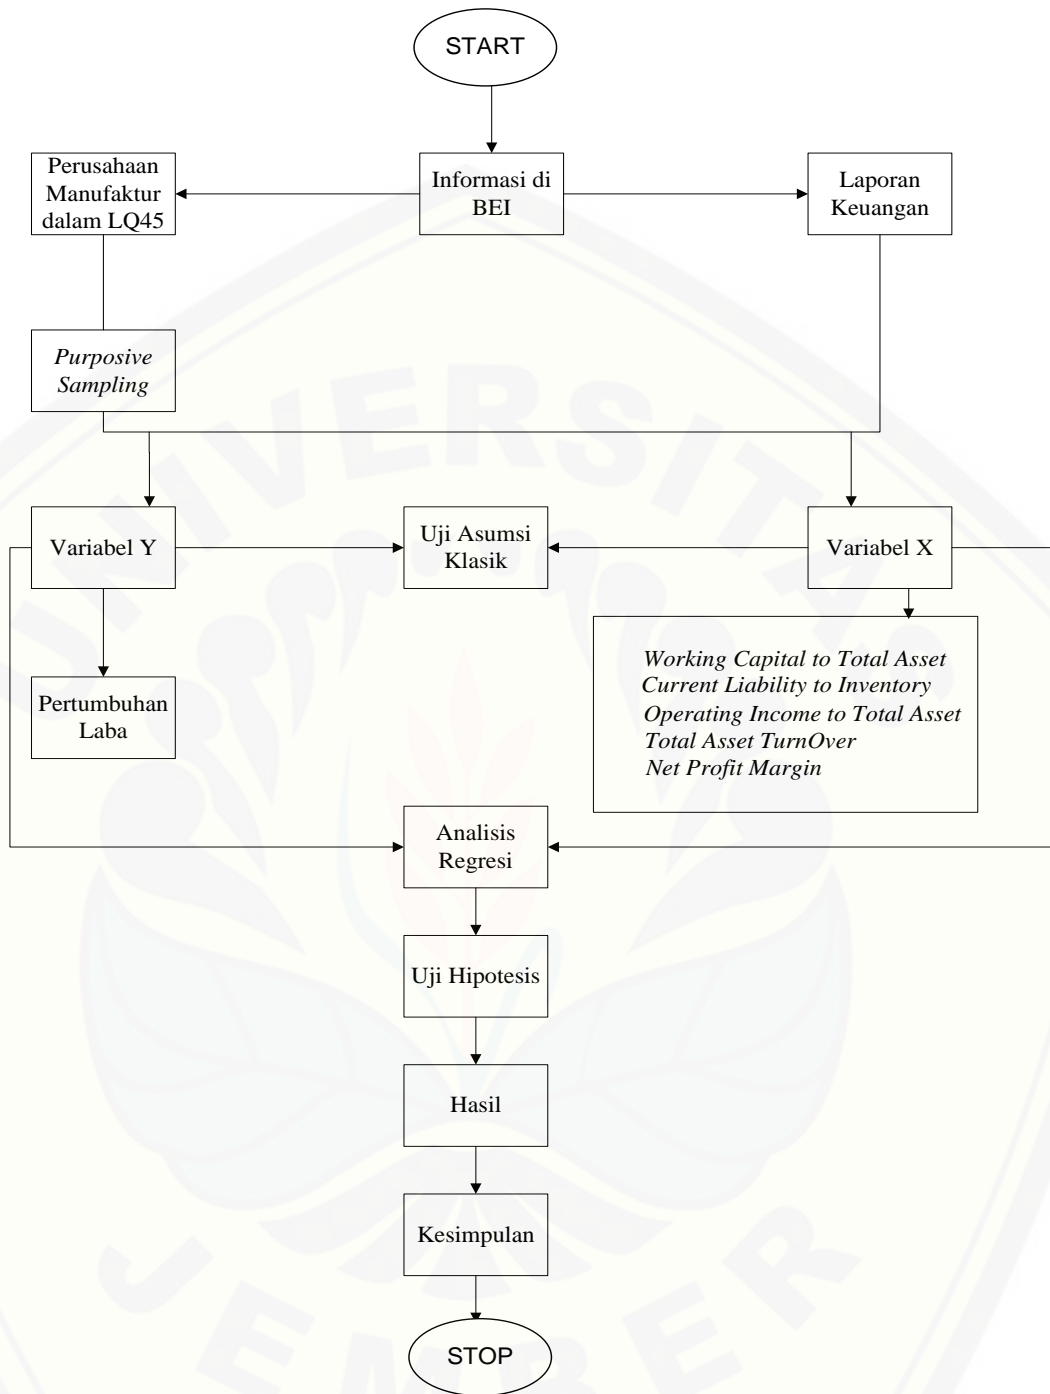 START
Perusahaan
Manufaktur
dalam LQ45
Informasi di
BEI
Laporan
Keuangan
Purposive
Sampling
Variabel Y
Uji Asumsi
Klasik
Variabel X
Working Capital to Total Asset
Current Liability to Inventory
Operating Income to Total Asset
Total Asset TurnOver
Net Profit Margin
Pertumbuhan
Laba
Analisis
Regresi
Uji Hipotesis
Hasil
Kesimpulan
STOP
UNIVERSITAS
JEMBER